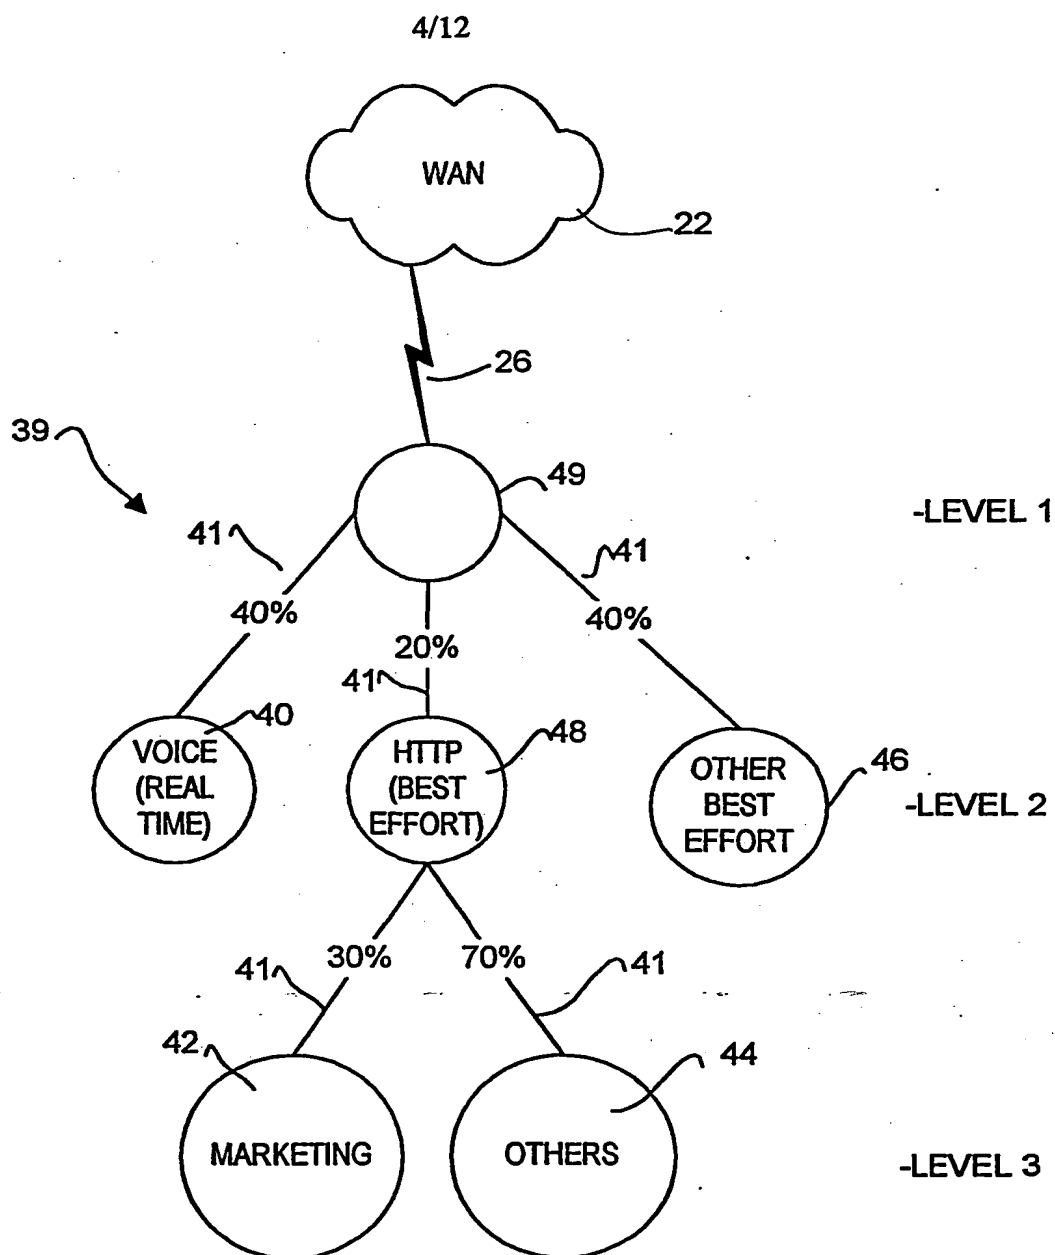 4/12
WAN
22
26
39
49
-LEVEL 1
41
41
40%
20%
40%
41
40
48
46
VOICE
(REAL
TIME)
HTTP
(BEST
EFFORT)
OTHER
BEST
EFFORT
-LEVEL 2
30%
70%
41
41
42
44
MARKETING
OTHERS
-LEVEL 3